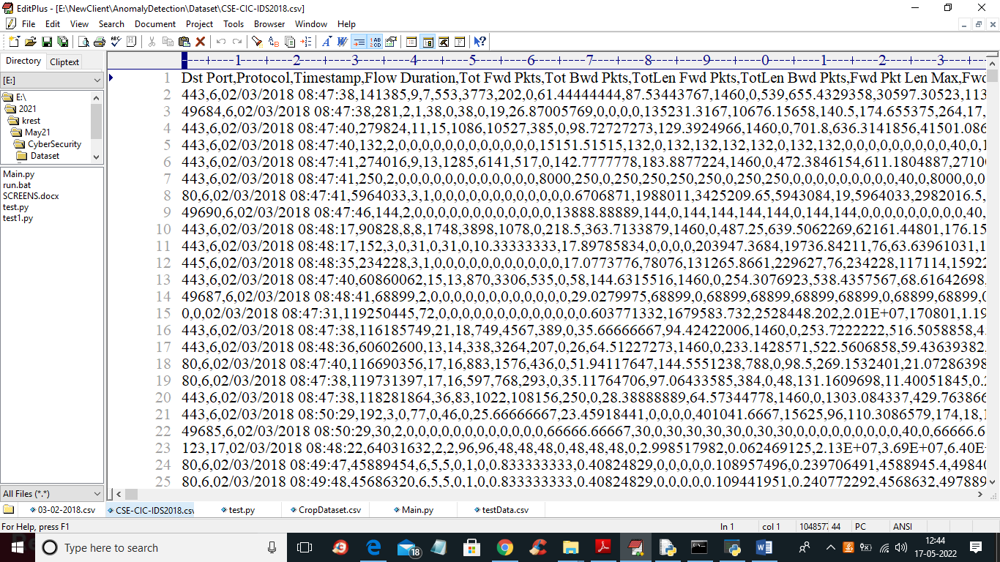 EditPlus - [E:\NewClient\AnomalyDetection\Dataset\CSE-CIC-IDS2018.csv]
File Edit View Search Document Project Tools Browser Window Help
Directory Cliptext
[E:]
E:\
2021
krest
May21
CyberSecurity
Dataset
Main.py
run.bat
SCREENS.docx
test.py
test1.py
All Files (*.*)
----+----1----+----2----+----3----+----4----+----5----+----6----+----7----+----8----+----9----+----0----+----1----+----2----+----3----
1 Dst Port,Protocol,Timestamp,Flow Duration,Tot Fwd Pkts,Tot Bwd Pkts,TotLen Fwd Pkts,TotLen Bwd Pkts,Fwd Pkt Len Max,Fwd
2 443,6,02/03/2018 08:47:38,141385,9,7,553,3773,202,0,61.44444444,87.53443767,1460,0,539,655.4329358,30597.30523,113
3 49684,6,02/03/2018 08:47:38,281,2,1,38,0,38,0,19,26.87005769,0,0,0,0,135231.3167,10676.15658,140.5,174.655375,264,17,
4 443,6,02/03/2018 08:47:40,279824,11,15,1086,10527,385,0,98.72727273,129.3924966,1460,0,701.8,636.3141856,41501.086
5 443,6,02/03/2018 08:47:40,132,2,0,0,0,0,0,0,0,0,0,0,0,15151.51515,132,0,132,132,132,132,0,132,132,0,0,0,0,0,0,0,0,0,40,0,1
6 443,6,02/03/2018 08:47:41,274016,9,13,1285,6141,517,0,142.7777778,183.8877224,1460,0,472.3846154,611.1804887,27100
7 443,6,02/03/2018 08:47:41,250,2,0,0,0,0,0,0,0,0,0,0,0,8000,250,0,250,250,250,250,0,250,250,0,0,0,0,0,0,0,0,0,40,0,8000,0,0
8 80,6,02/03/2018 08:47:41,5964033,3,1,0,0,0,0,0,0,0,0,0,0,0.6706871,1988011,3425209.65,5943084,19,5964033,2982016.5,
9 49690,6,02/03/2018 08:47:46,144,2,0,0,0,0,0,0,0,0,0,0,0,13888.88889,144,0,144,144,144,144,0,144,144,0,0,0,0,0,0,0,0,0,40,
10 443,6,02/03/2018 08:48:17,90828,8,8,1748,3898,1078,0,218.5,363.7133879,1460,0,487.25,639.5062269,62161.44801,176.15
11 443,6,02/03/2018 08:48:17,152,3,0,31,0,31,0,10.33333333,17.89785834,0,0,0,0,203947.3684,19736.84211,76,63.63961031,1
12 445,6,02/03/2018 08:48:35,234228,3,1,0,0,0,0,0,0,0,0,0,0,17.0773776,78076,131265.8661,229627,76,234228,117114,15922
13 443,6,02/03/2018 08:47:40,60860062,15,13,870,3306,535,0,58,144.6315516,1460,0,254.3076923,538.4357567,68.61642698,
14 49687,6,02/03/2018 08:48:41,68899,2,0,0,0,0,0,0,0,0,0,0,0,29.0279975,68899,0,68899,68899,68899,68899,0,68899,68899,0
15 0,0,02/03/2018 08:47:31,119250445,72,0,0,0,0,0,0,0,0,0,0,0,0.603771332,1679583.732,2528448.202,2.01E+07,170801,1.19
16 443,6,02/03/2018 08:47:38,116185749,21,18,749,4567,389,0,35.66666667,94.42422006,1460,0,253.7222222,516.5058858,4
17 443,6,02/03/2018 08:48:36,60602600,13,14,338,3264,207,0,26,64.51227273,1460,0,233.1428571,522.5606858,59.43639382,
18 80,6,02/03/2018 08:47:40,116690356,17,16,883,1576,436,0,51.94117647,144.5551238,788,0,98.5,269.1532401,21.07286398
19 80,6,02/03/2018 08:47:38,119731397,17,16,597,768,293,0,35.11764706,97.06433585,384,0,48,131.1609698,11.40051845,0.
20 443,6,02/03/2018 08:47:38,118281864,36,83,1022,108156,250,0,28.38888889,64.57344778,1460,0,1303.084337,429.763866
21 443,6,02/03/2018 08:50:29,192,3,0,77,0,46,0,25.66666667,23.45918441,0,0,0,0,401041.6667,15625,96,110.3086579,174,18,1
22 49685,6,02/03/2018 08:50:29,30,2,0,0,0,0,0,0,0,0,0,0,0,66666.66667,30,0,30,30,30,30,0,30,30,0,0,0,0,0,0,0,0,0,40,0,66666.6
23 123,17,02/03/2018 08:48:22,64031632,2,2,96,96,48,48,48,0,48,48,48,0,2.998517982,0.062469125,2.13E+07,3.69E+07,6.40E
24 80,6,02/03/2018 08:49:47,45889454,6,5,5,0,1,0,0.833333333,0.40824829,0,0,0,0,0.108957496,0.239706491,4588945.4,49840
25 80,6,02/03/2018 08:49:48,45686320,6,5,5,0,1,0,0.833333333,0.40824829,0,0,0,0,0.109441951,0.240772292,4568632,497889
03-02-2018.csv CSE-CIC-IDS2018.csv test.py CropDataset.csv Main.py testData.csv
For Help, press F1 ln 1 col 1 1048577 44 PC ANSI
Type here to search 18 12:44
17-05-2022